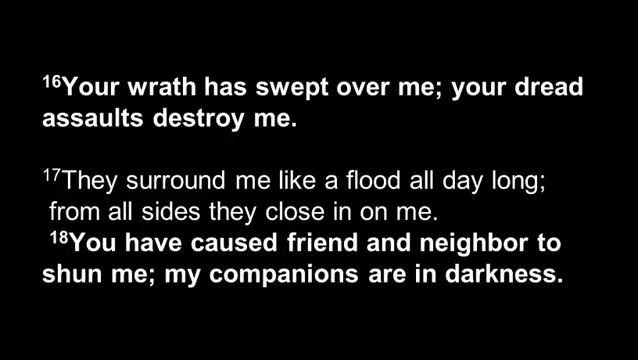 16Your wrath has swept over me; your dread
assaults destroy me.
17They surround me like a flood all day long;
from all sides they close in on me.
18You have caused friend and neighbor to
shun me; my companions are in darkness.